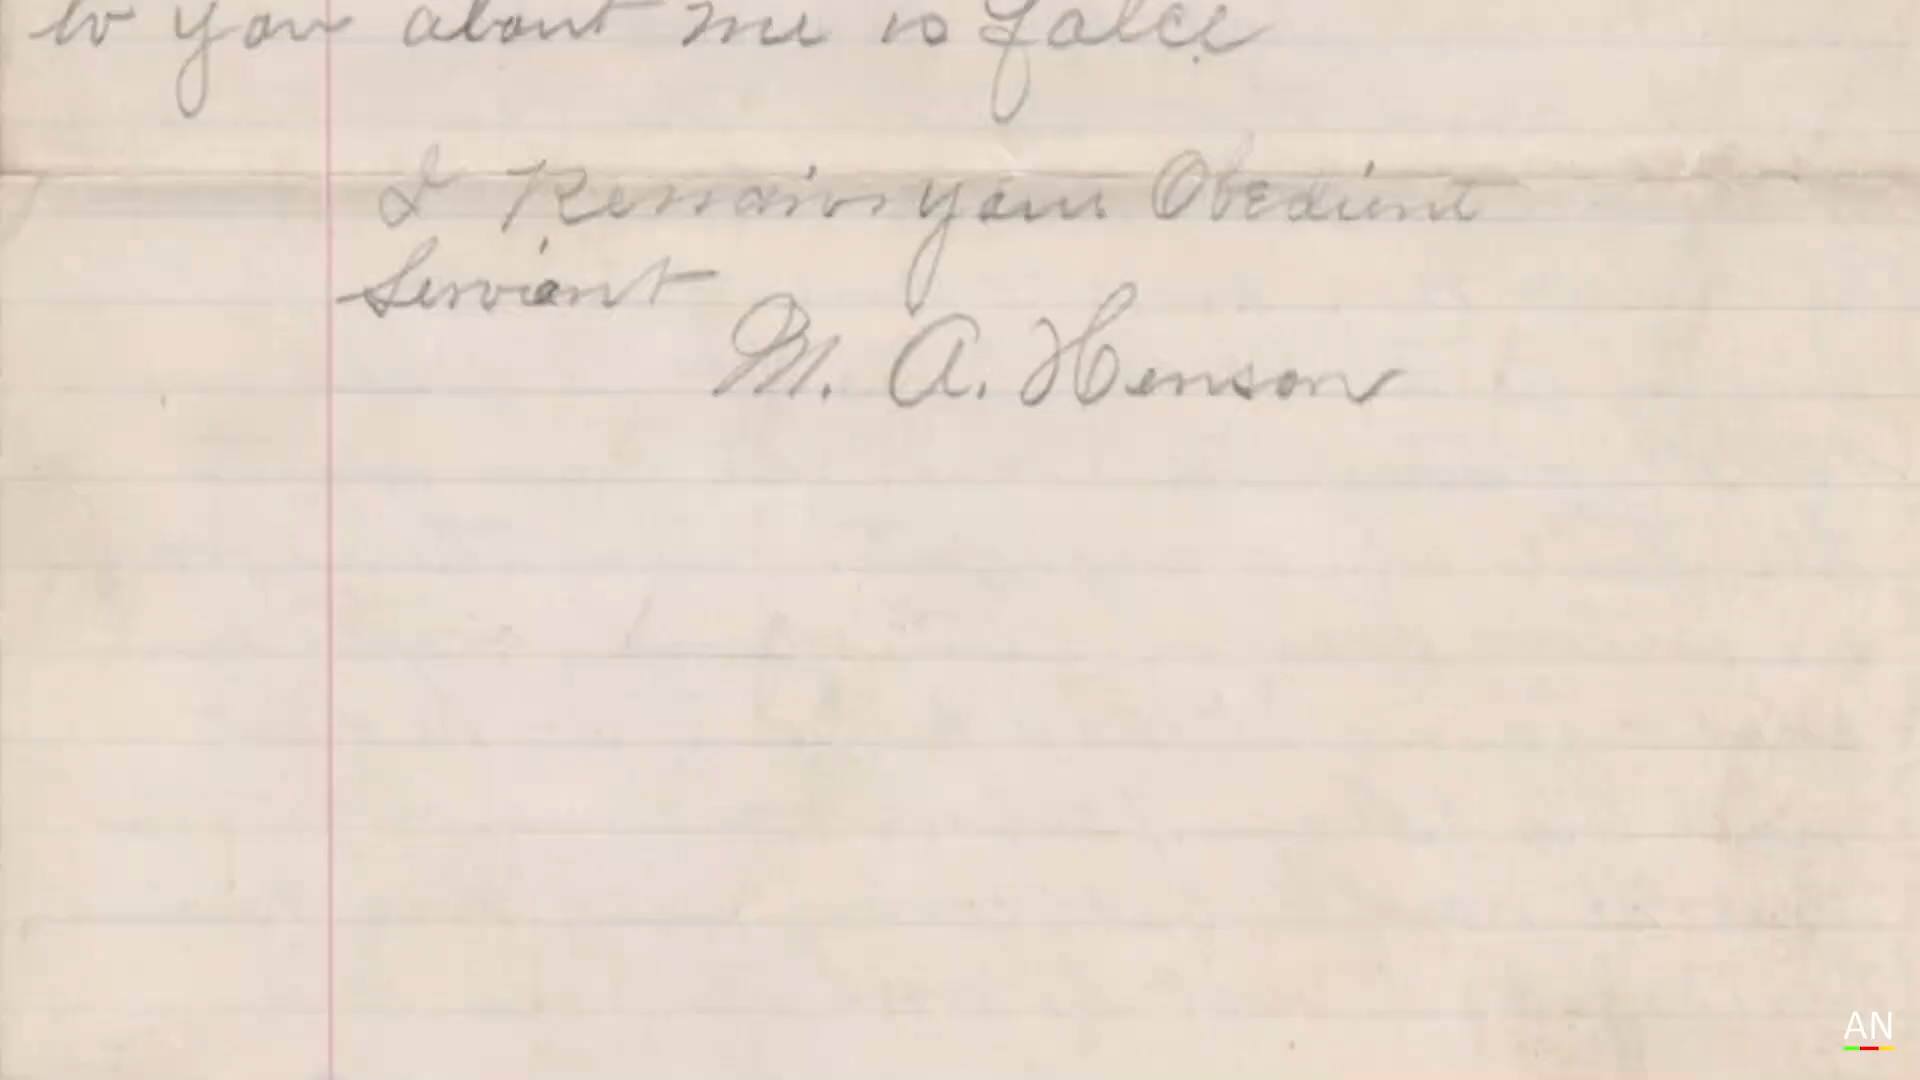 to you about me is falce
I Remain your Obedient
Serviant
M. A. Henson
AN